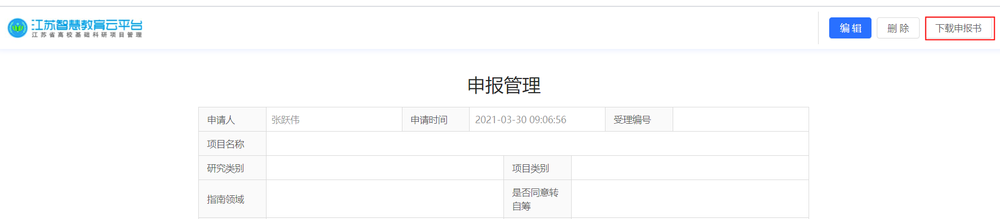 江苏智慧教育云平台
江苏省高校基础科研项目管理
编 辑 删 除 下载申报书
申报管理
申请人 张跃伟 申请时间 2021-03-30 09:06:56 受理编号
项目名称
研究类别 项目类别
指南领域 是否同意转
自筹